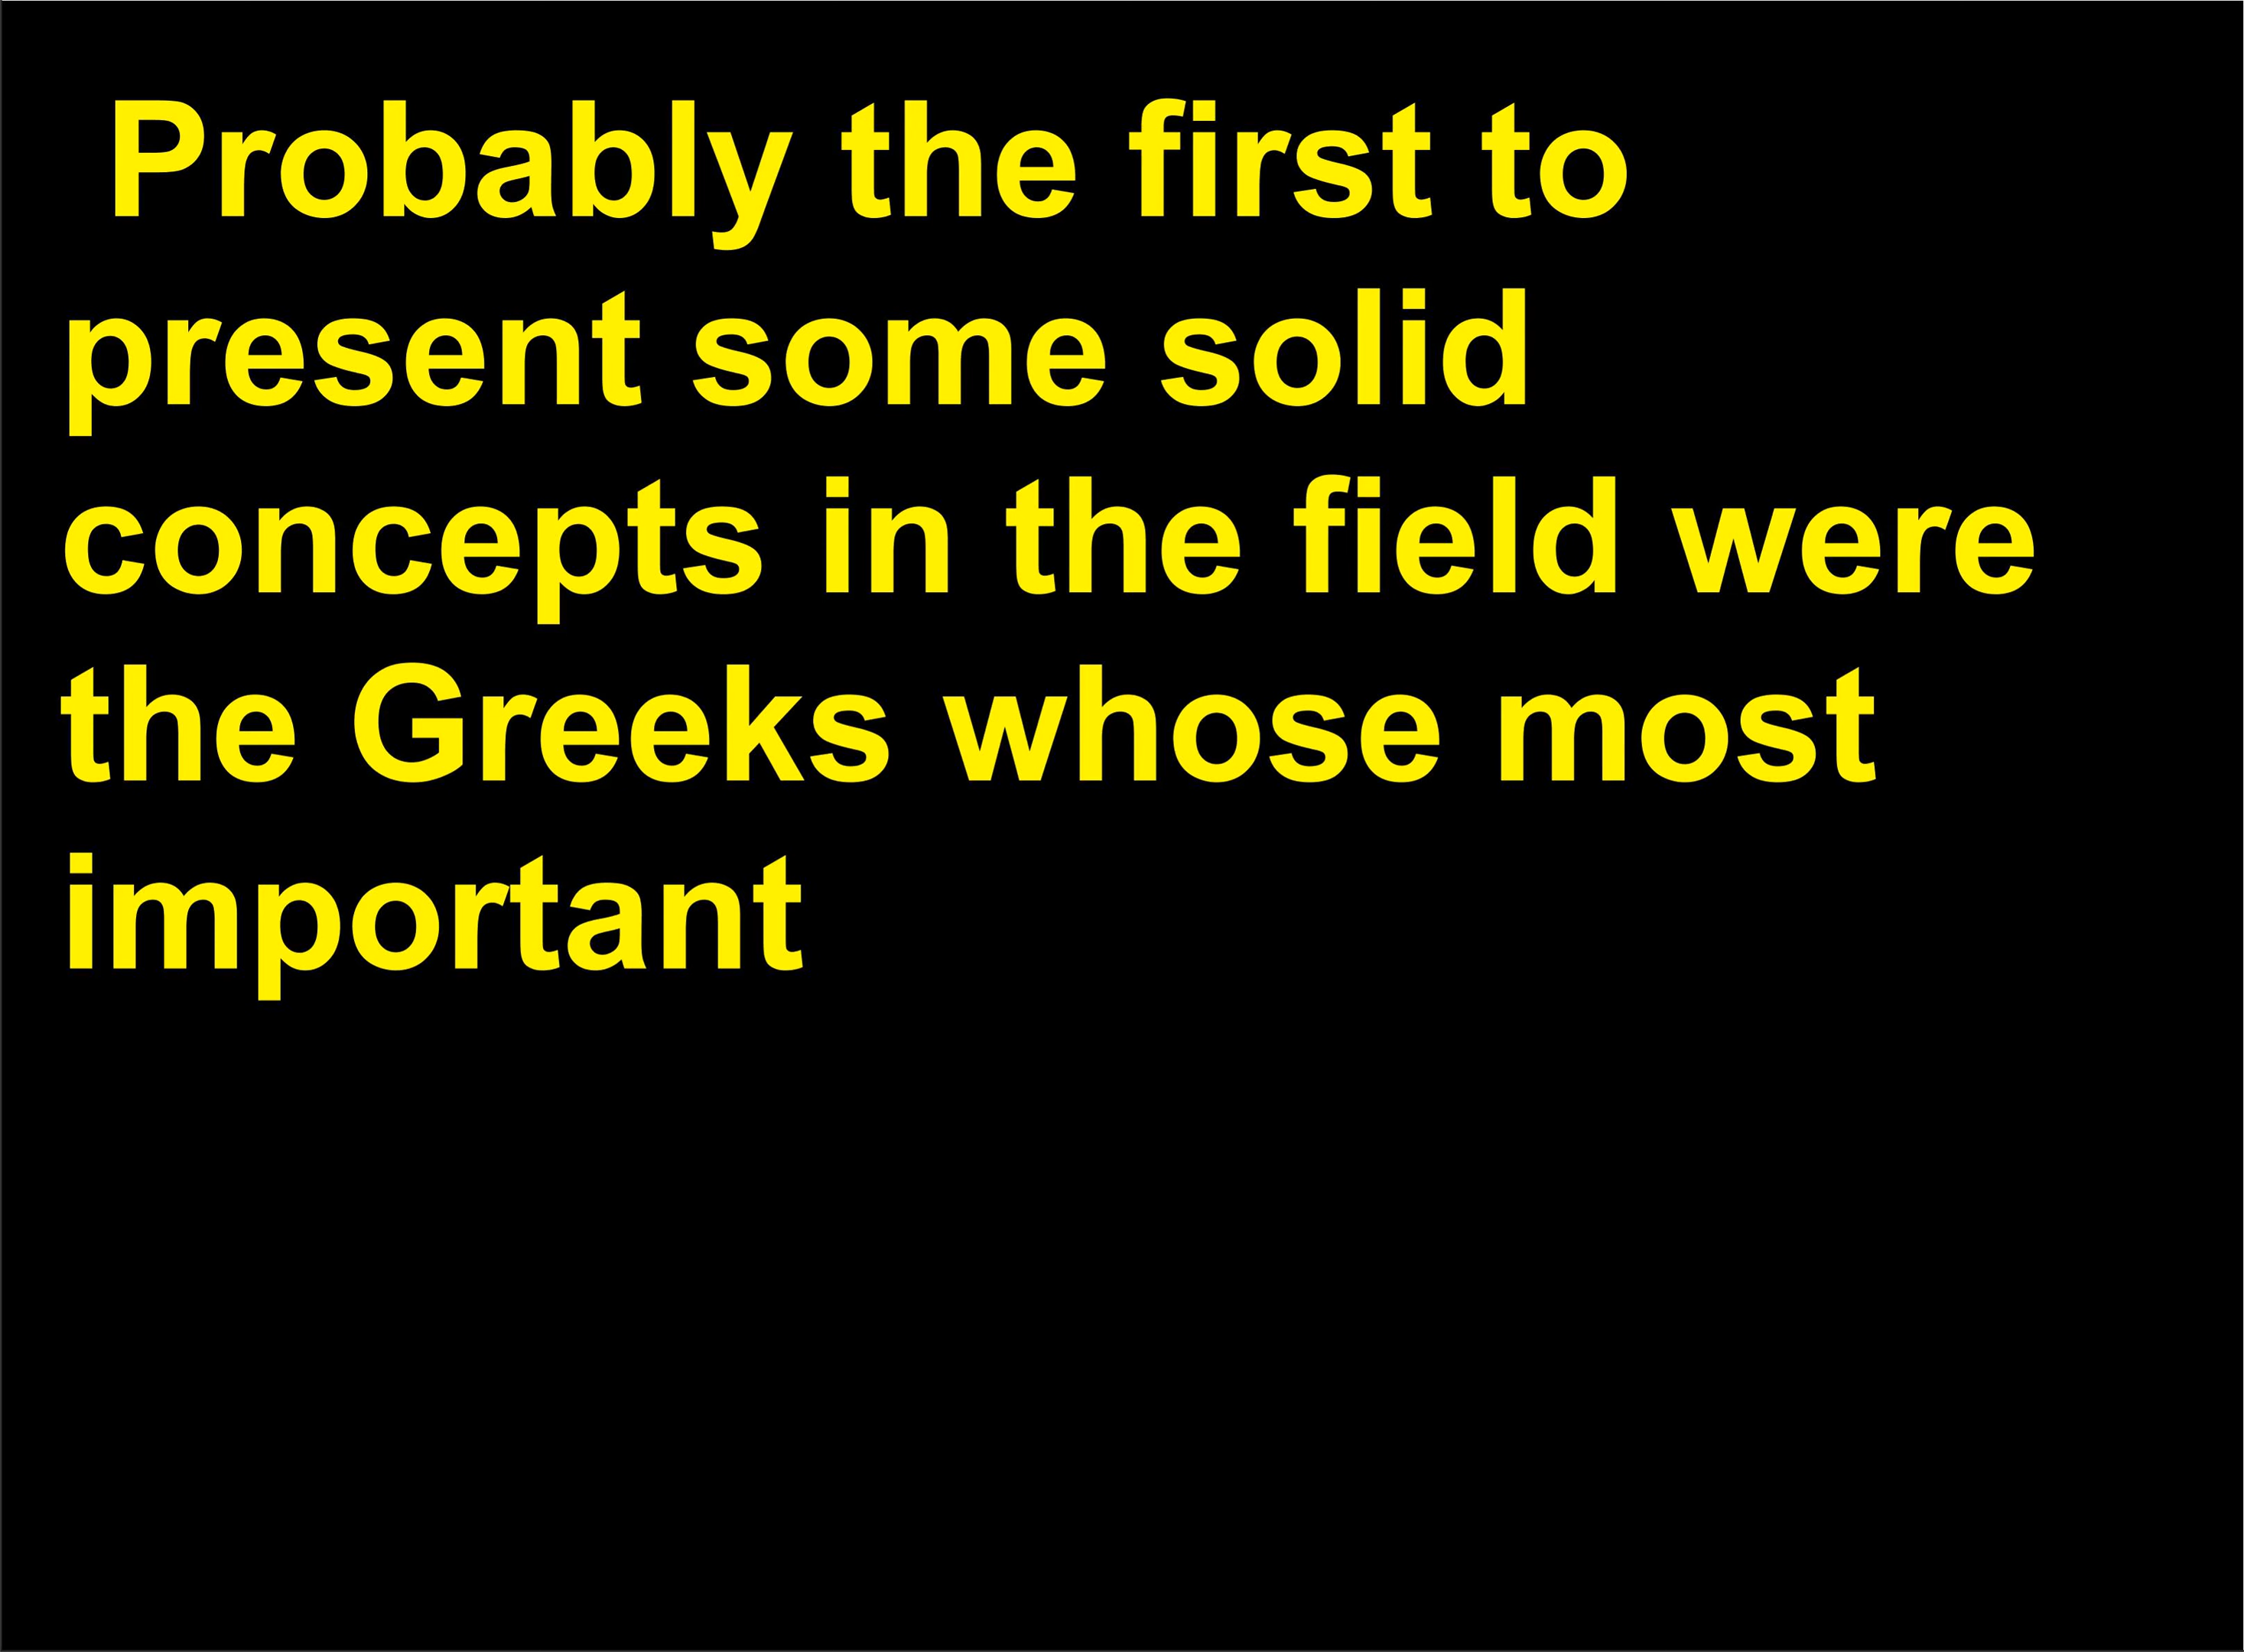 Probably the first to
present some solid
concepts in the field were
the Greeks whose most
important